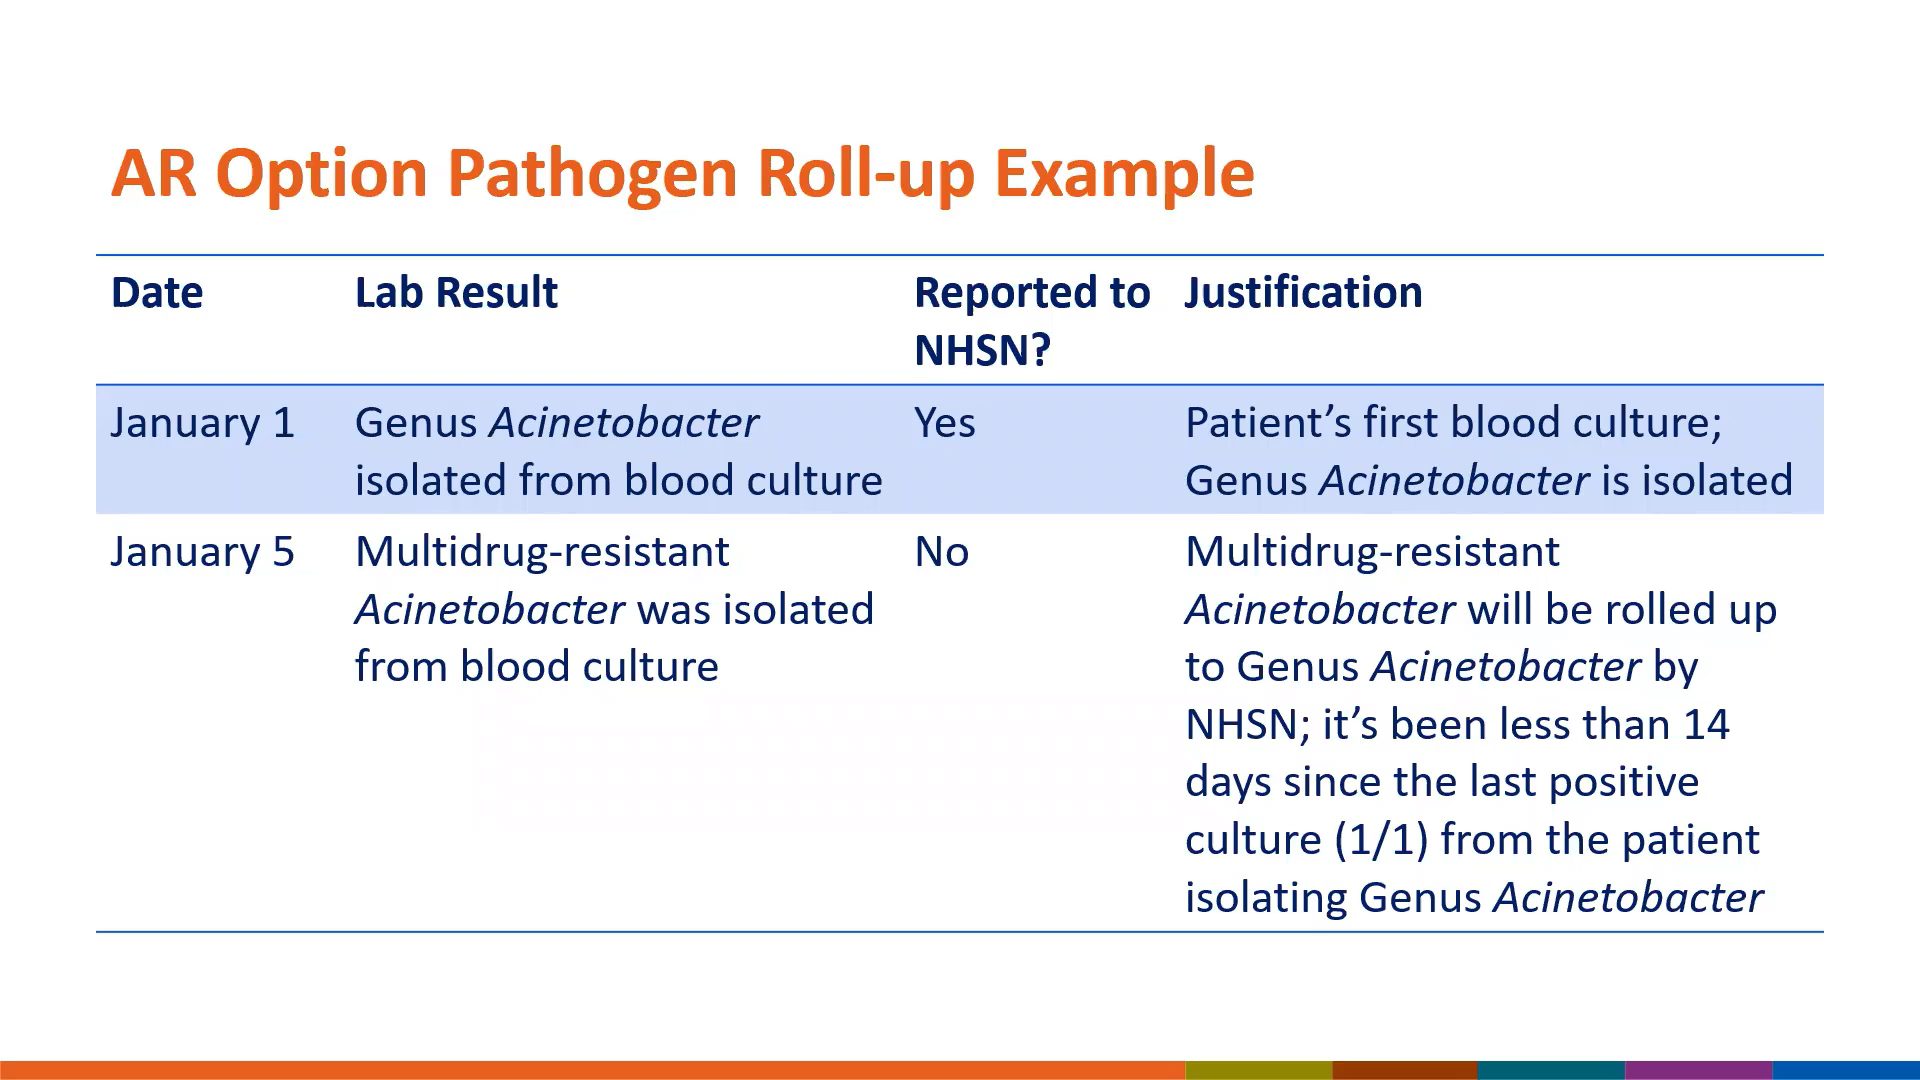 AR Option Pathogen Roll-up Example
Date
Lab Result
Reported to
NHSN?
Justification
January 1
Genus Acinetobacter
isolated from blood culture
Yes
Patient’s first blood culture;
Genus Acinetobacter is isolated
January 5
Multidrug-resistant
Acinetobacter was isolated
from blood culture
No
Multidrug-resistant
Acinetobacter will be rolled up
to Genus Acinetobacter by
NHSN; it’s been less than 14
days since the last positive
culture (1/1) from the patient
isolating Genus Acinetobacter